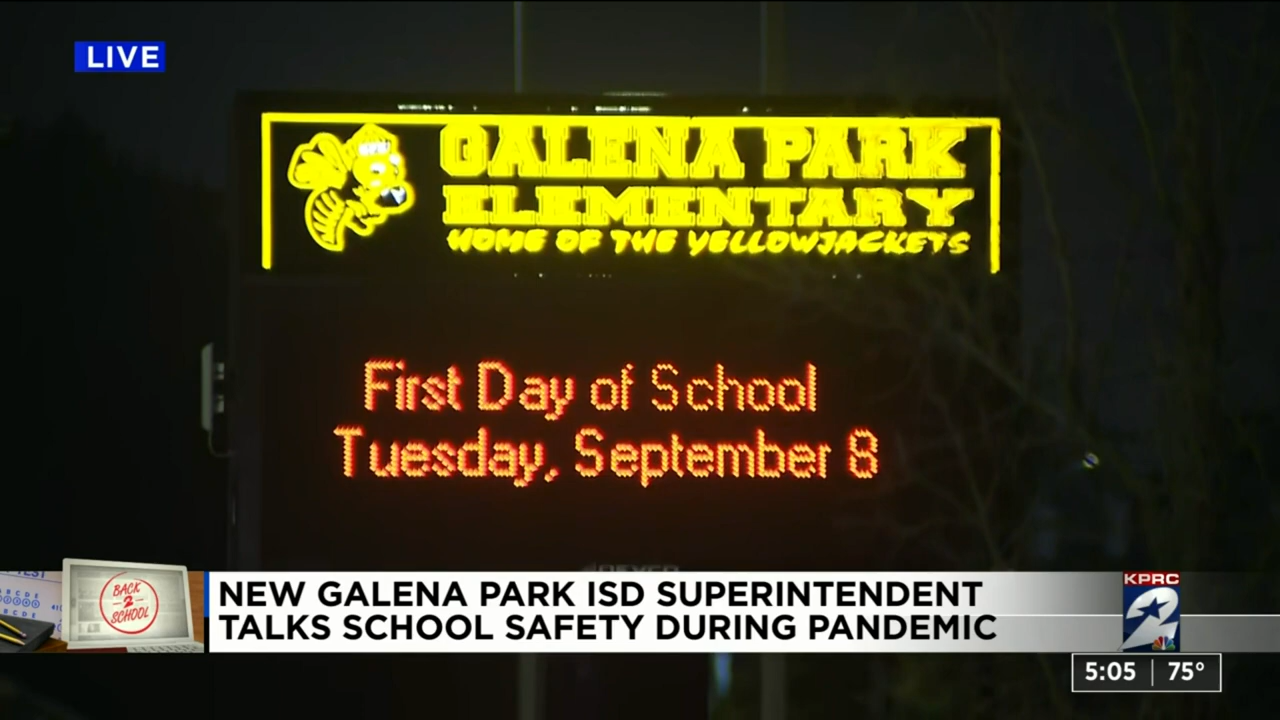 LIVE
GALENA PARK
ELEMENTARY
HOME OF THE YELLOWJACKETS
First Day of School
Tuesday, September 8
BACK
2
SCHOOL
NEW GALENA PARK ISD SUPERINTENDENT
TALKS SCHOOL SAFETY DURING PANDEMIC
KPRC
2
5:05 75°